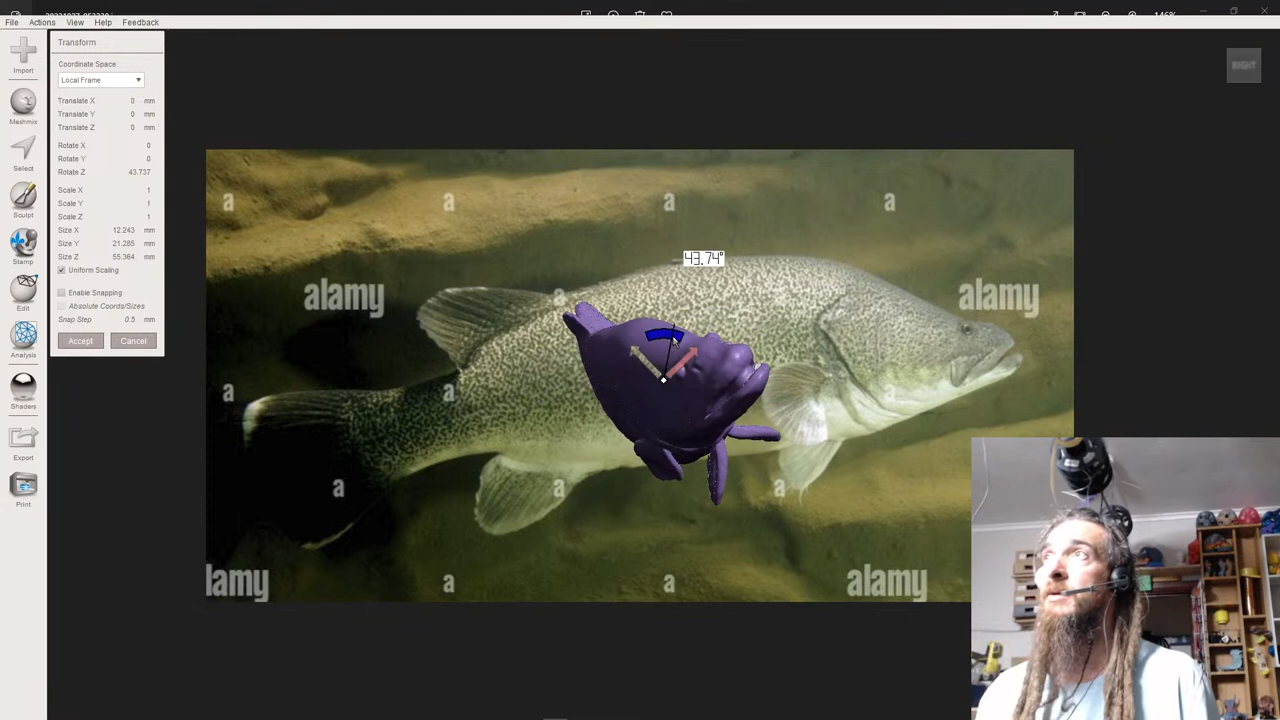 146%
File Actions View Help Feedback
Import
Meshmix
Select
Sculpt
Stamp
Edit
Analysis
Shaders
Export
Print
Transform
Coordinate Space
Local Frame
Translate X 0 mm
Translate Y 0 mm
Translate Z 0 mm
Rotate X 0
Rotate Y 0
Rotate Z 43.737
Scale X 1
Scale Y 1
Scale Z 1
Size X 12.243 mm
Size Y 21.285 mm
Size Z 55.364 mm
Uniform Scaling
Enable Snapping
Absolute Coords/Sizes
Snap Step 0.5 mm
Accept Cancel
RIGHT
a a a a
43.74°
alamy alamy
a a
a a a
alamy a a alamy